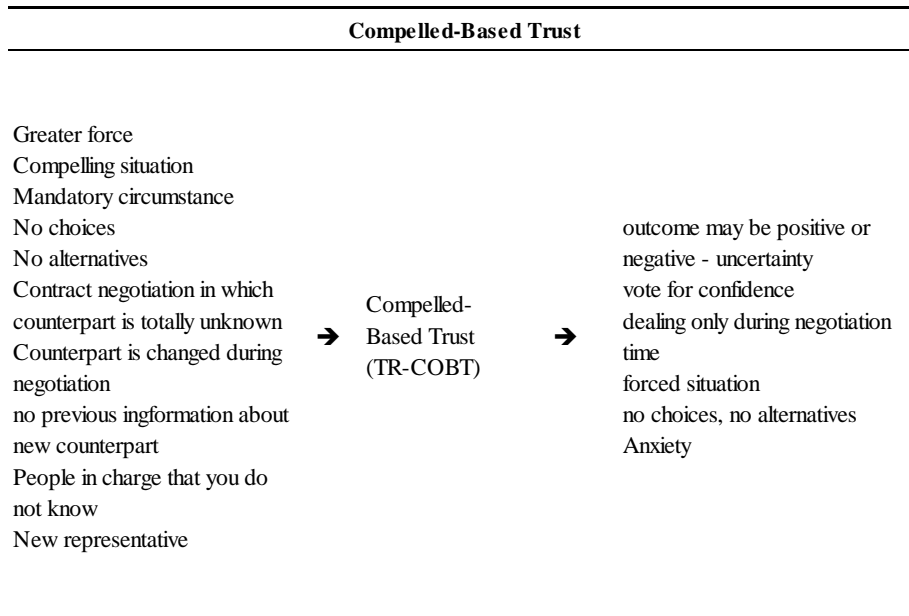 Compelled-Based Trust
Greater force
Compelling situation
Mandatory circumstance
No choices
No alternatives
Contract negotiation in which
counterpart is totally unknown
Counterpart is changed during
negotiation
no previous ingformation about
new counterpart
People in charge that you do
not know
New representative
➔
Compelled-
Based Trust
(TR-COBT)
➔
outcome may be positive or
negative - uncertainty
vote for confidence
dealing only during negotiation
time
forced situation
no choices, no alternatives
Anxiety